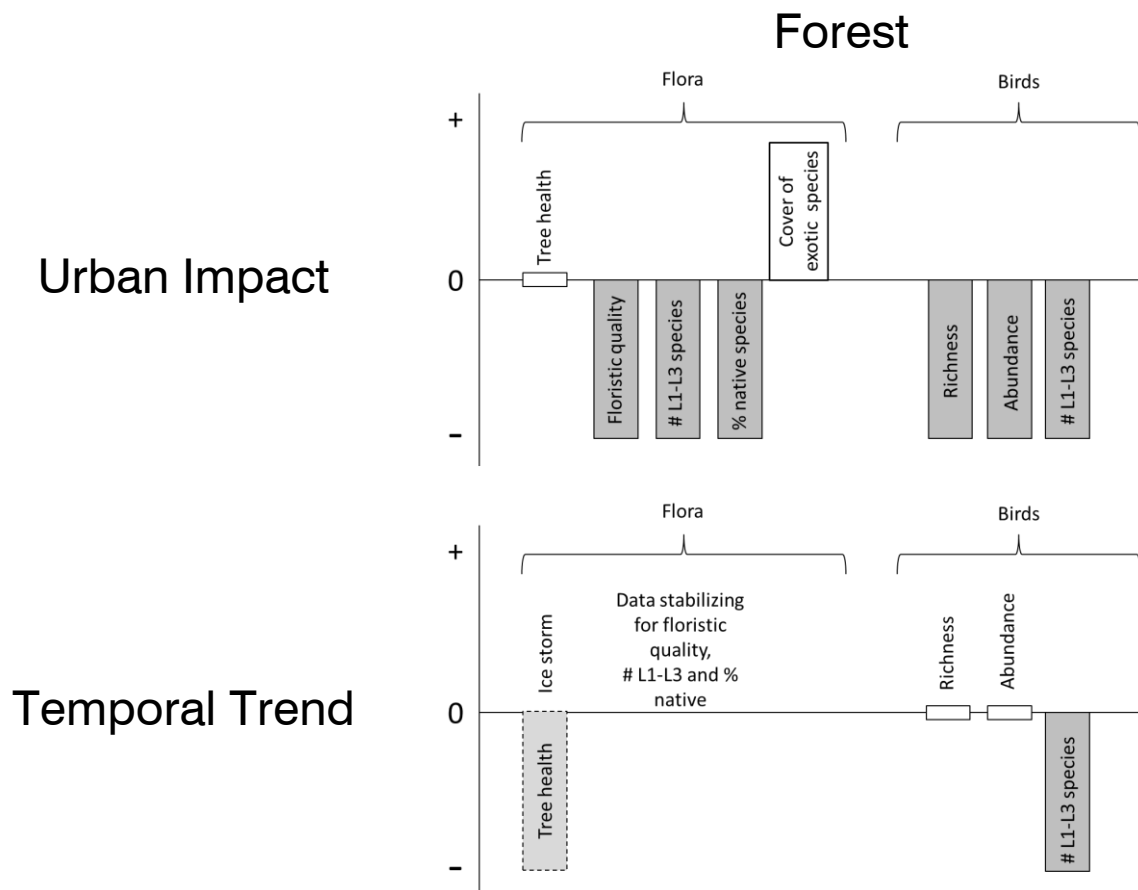 Forest
Urban Impact
Flora
Birds
+
0
-
Tree health
Floristic quality
# L1-L3 species
% native species
Cover of
exotic species
Richness
Abundance
# L1-L3 species
Temporal Trend
Flora
Birds
+
0
-
Ice storm
Tree health
Data stabilizing
for floristic
quality,
# L1-L3 and %
native
Richness
Abundance
# L1-L3 species